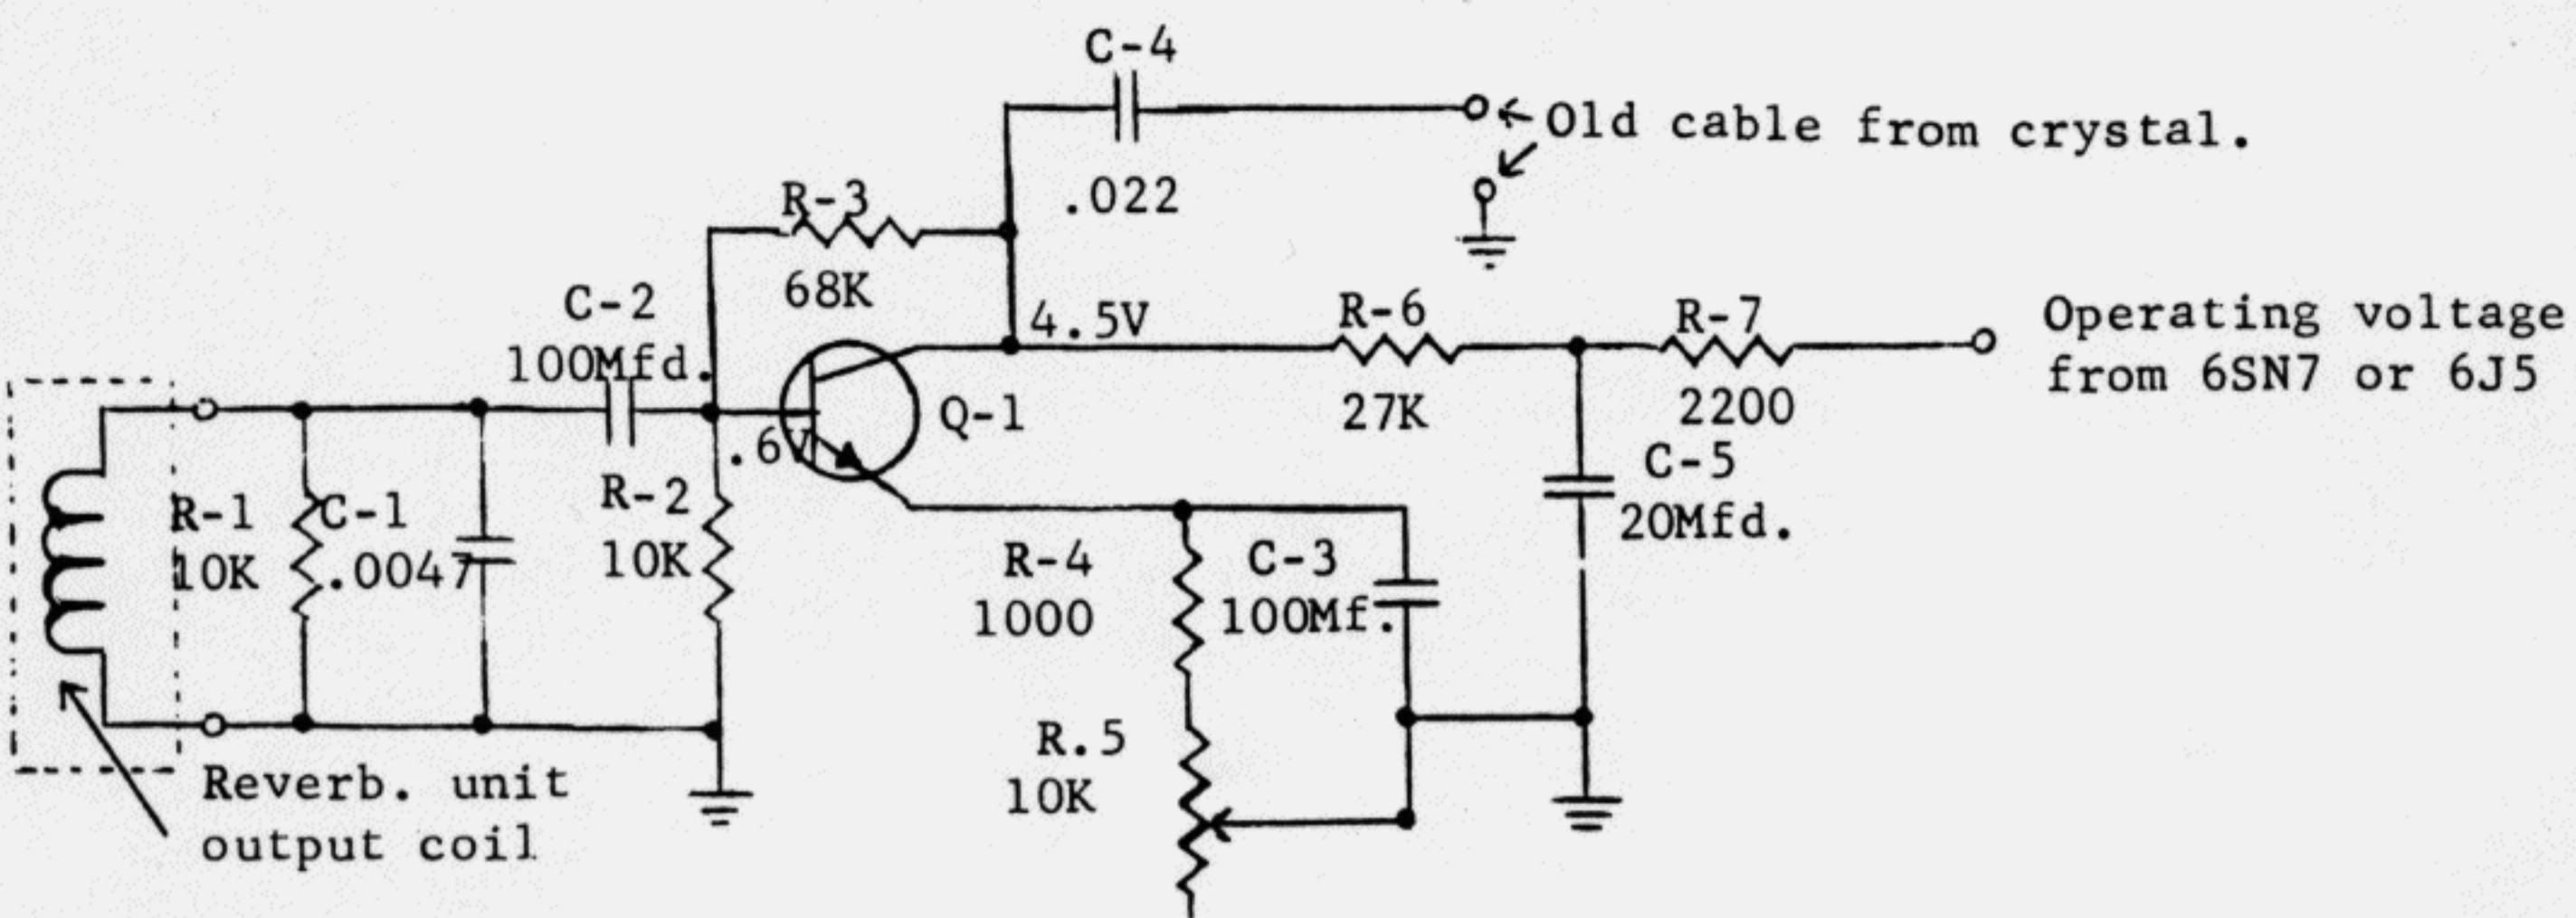 C-4
Old cable from crystal.
.022
R-3
68K
C-2
100Mfd.
4.5V
R-6
27K
R-7
2200
Operating voltage
from 6SN7 or 6J5
Q-1
.6V
C-5
20Mfd.
R-1
10K
C-1
.0047
R-2
10K
R-4
1000
C-3
100Mf.
R.5
10K
Reverb. unit
output coil